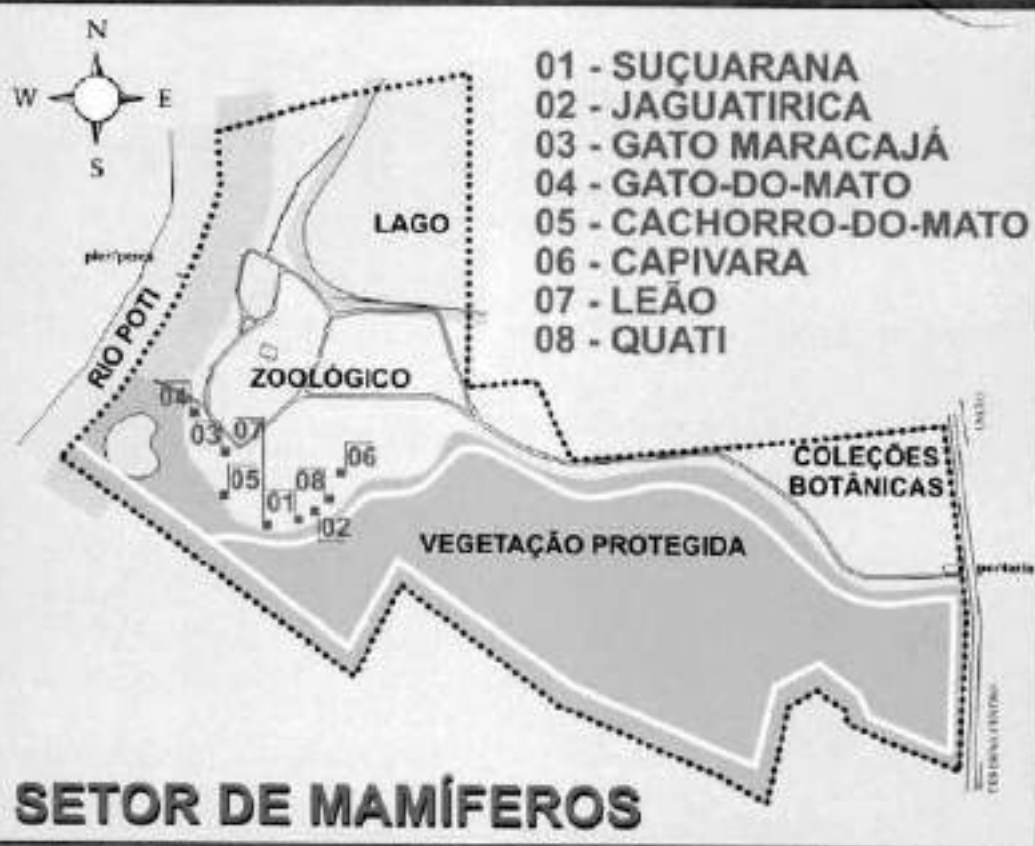 N
W E
S
01 - SUÇUARANA
02 - JAGUATIRICA
03 - GATO MARACAJÁ
04 - GATO-DO-MATO
05 - CACHORRO-DO-MATO
06 - CAPIVARA
07 - LEÃO
08 - QUATI
LAGO
RIO POTI
ZOOLÓGICO
04
03
07
05
06
08
01
02
COLEÇÕES
BOTÂNICAS
VEGETAÇÃO PROTEGIDA
portaria
SETOR DE MAMÍFEROS